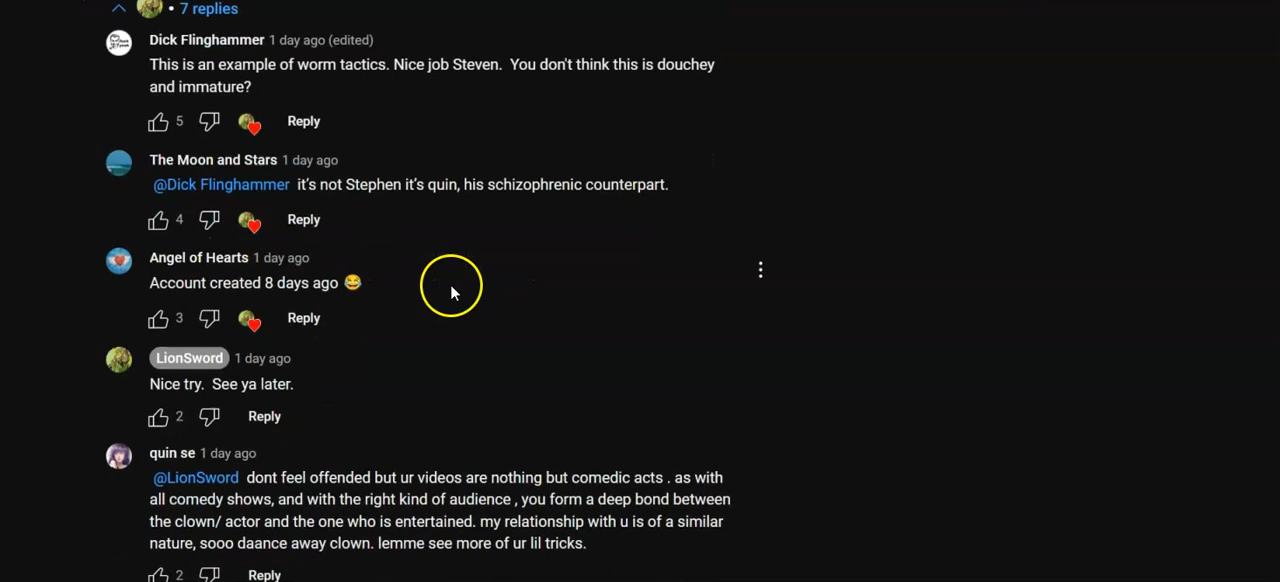 • 7 replies
Dick Flinghammer 1 day ago (edited)
This is an example of worm tactics. Nice job Steven.  You don't think this is douchey
and immature?
5 Reply
The Moon and Stars 1 day ago
@Dick Flinghammer it's not Stephen it's quin, his schizophrenic counterpart.
4 Reply
Angel of Hearts 1 day ago
Account created 8 days ago 😂
3 Reply
LionSword 1 day ago
Nice try.  See ya later.
2 Reply
quin se 1 day ago
@LionSword dont feel offended but ur videos are nothing but comedic acts . as with
all comedy shows, and with the right kind of audience , you form a deep bond between
the clown/ actor and the one who is entertained. my relationship with u is of a similar
nature, sooo daance away clown. lemme see more of ur lil tricks.
2 Reply